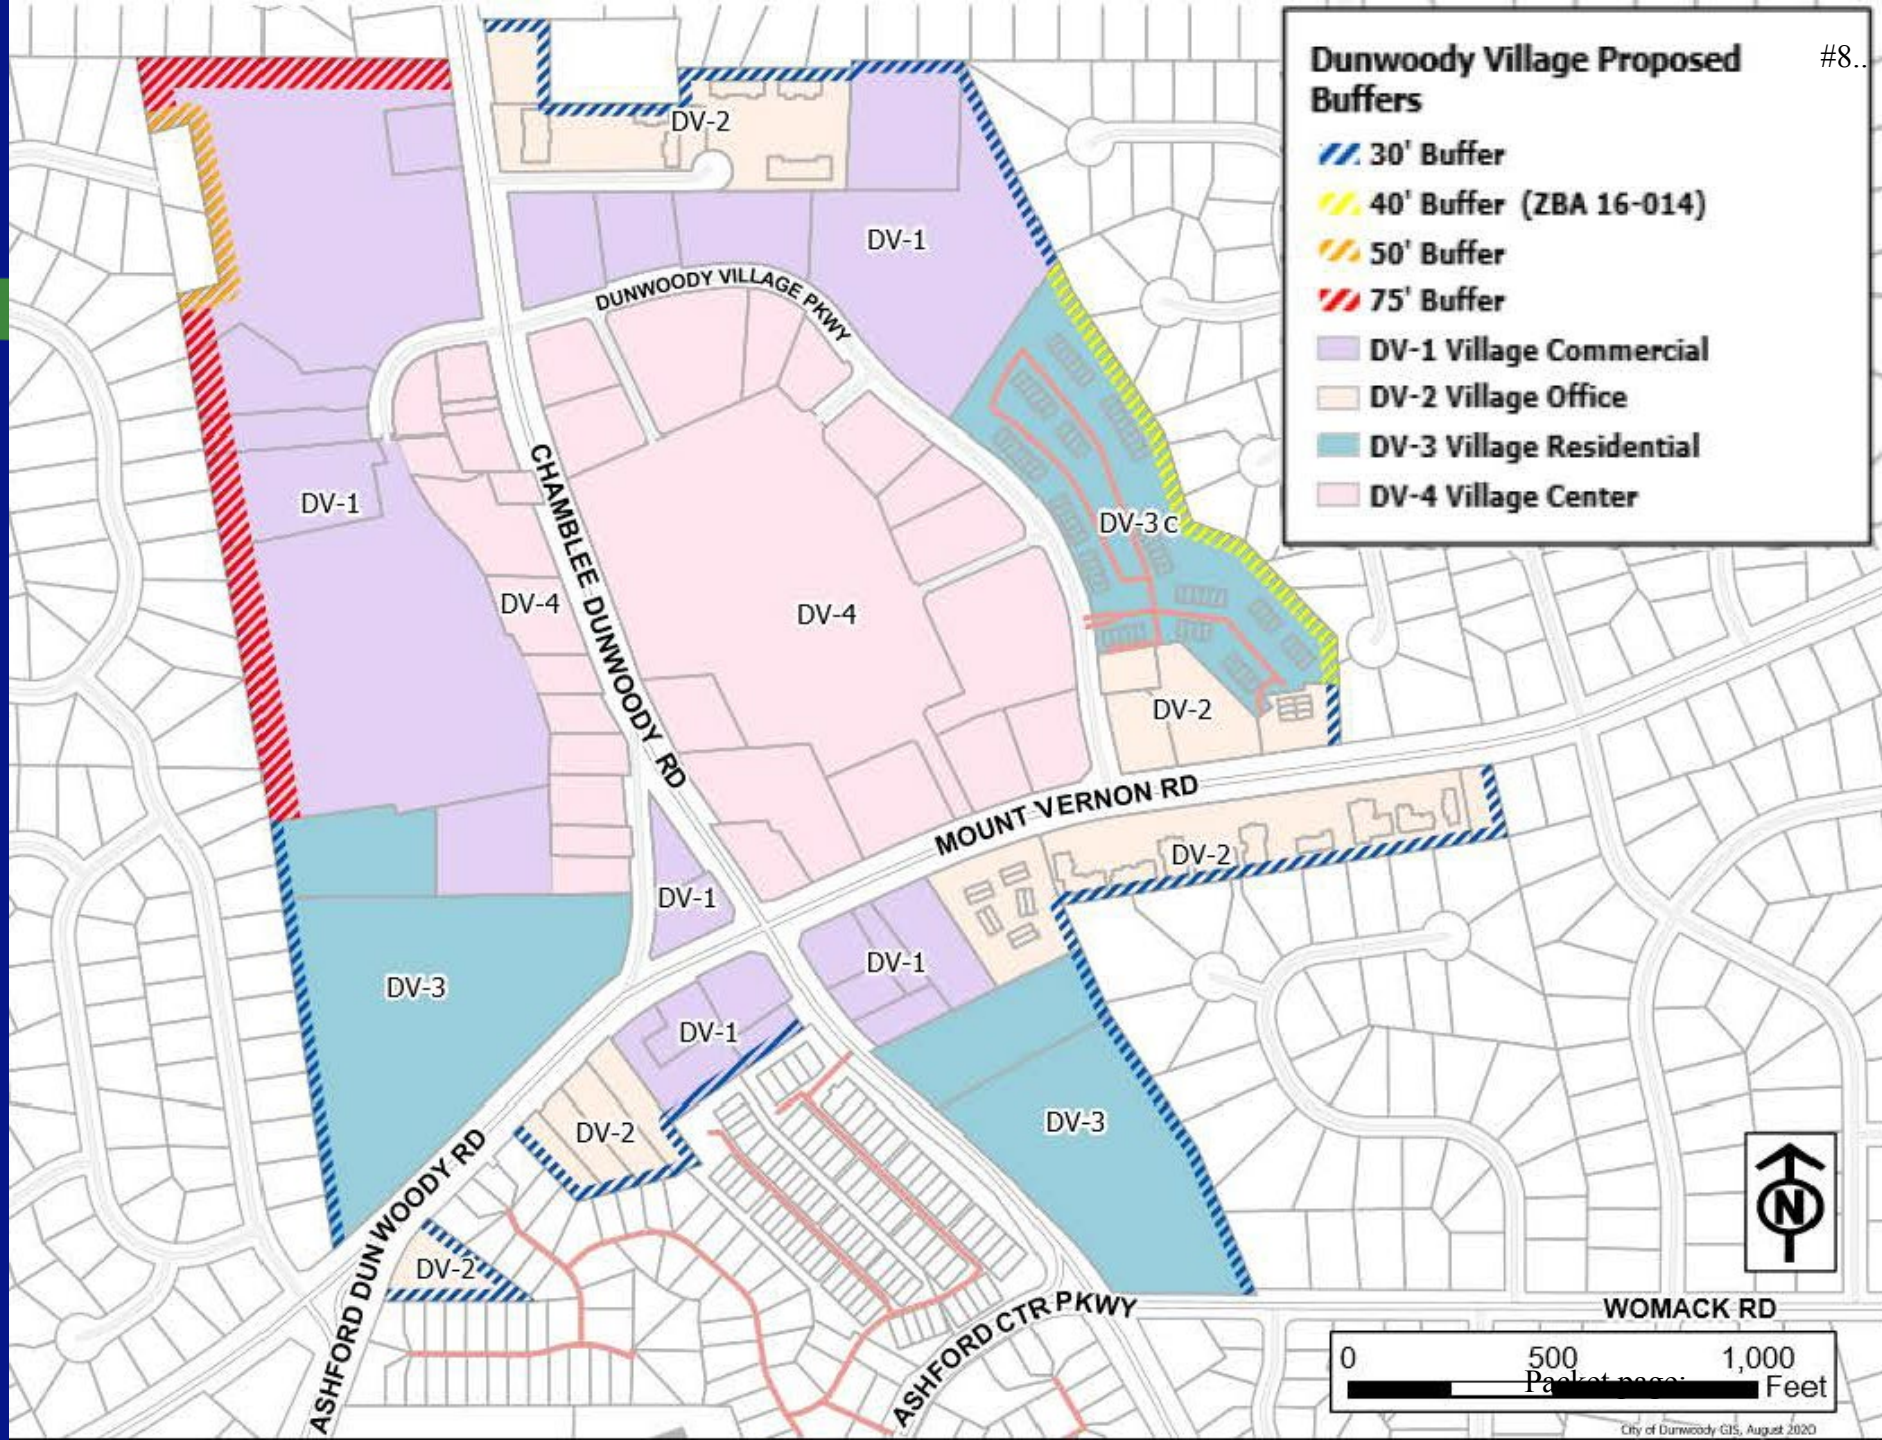 Dunwoody Village Proposed
Buffers
#8..
30' Buffer
40' Buffer (ZBA 16-014)
50' Buffer
75' Buffer
DV-1 Village Commercial
DV-2 Village Office
DV-3 Village Residential
DV-4 Village Center
DV-2
DV-1
DUNWOODY VILLAGE PKWY
DV-1
CHAMBLEE DUNWOODY RD
DV-3 c
DV-4
DV-4
DV-2
MOUNT VERNON RD
DV-2
DV-1
DV-1
DV-3
DV-1
DV-3
DV-2
ASHFORD DUNWOODY RD
DV-2
ASHFORD CTR PKWY
WOMACK RD
N
0 500 1,000
Packet page:
Feet
City of Dunwoody GIS, August 2020